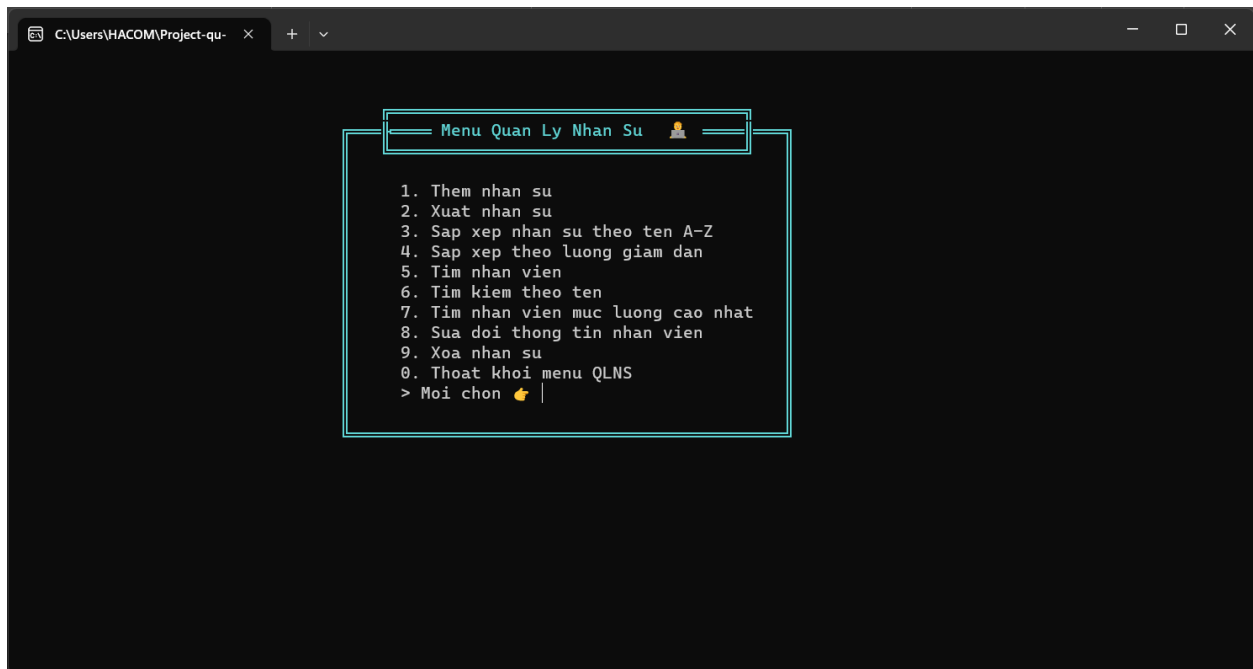 C:\Users\HACOM\Project-qu-
Menu Quan Ly Nhan Su
1. Them nhan su
2. Xuat nhan su
3. Sap xep nhan su theo ten A-Z
4. Sap xep theo luong giam dan
5. Tim nhan vien
6. Tim kiem theo ten
7. Tim nhan vien muc luong cao nhat
8. Sua doi thong tin nhan vien
9. Xoa nhan su
0. Thoat khoi menu QLNS
> Moi chon 👉